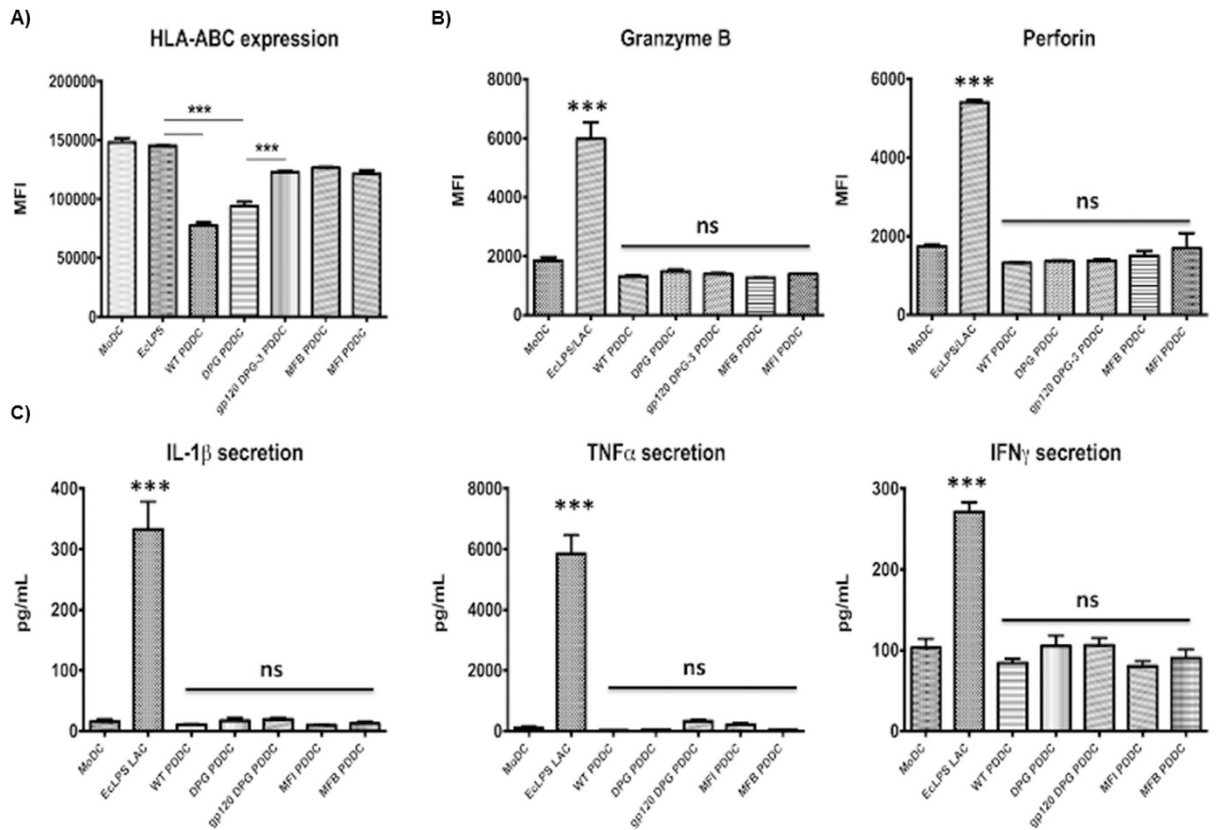 A)
HLA-ABC expression
200000
150000
100000
50000
0
MFI
***
***
MoDC
EcLPS
WT PDDC
DPG PDDC
gp120 DPG-3 PDDC
MFB PDDC
MFI PDDC
B)
Granzyme B
8000
6000
4000
2000
0
MFI
***
ns
MoDC
EcLPS/LAC
WT PDDC
DPG PDDC
gp120 DPG-3 PDDC
MFB PDDC
MFI PDDC
Perforin
6000
4000
2000
0
MFI
***
ns
MoDC
EcLPS/LAC
WT PDDC
DPG PDDC
gp120 DPG-3 PDDC
MFB PDDC
MFI PDDC
C)
IL-1β secretion
400
300
200
100
0
pg/mL
***
ns
MoDC
EcLPS LAC
WT PDDC
DPG PDDC
gp120 DPG PDDC
MFI PDDC
MFB PDDC
TNFα secretion
8000
6000
4000
2000
0
pg/mL
***
ns
MoDC
EcLPS LAC
WT PDDC
DPG PDDC
gp120 DPG PDDC
MFI PDDC
MFB PDDC
IFNγ secretion
300
200
100
0
pg/mL
***
ns
MoDC
EcLPS LAC
WT PDDC
DPG PDDC
gp120 DPG PDDC
MFI PDDC
MFB PDDC